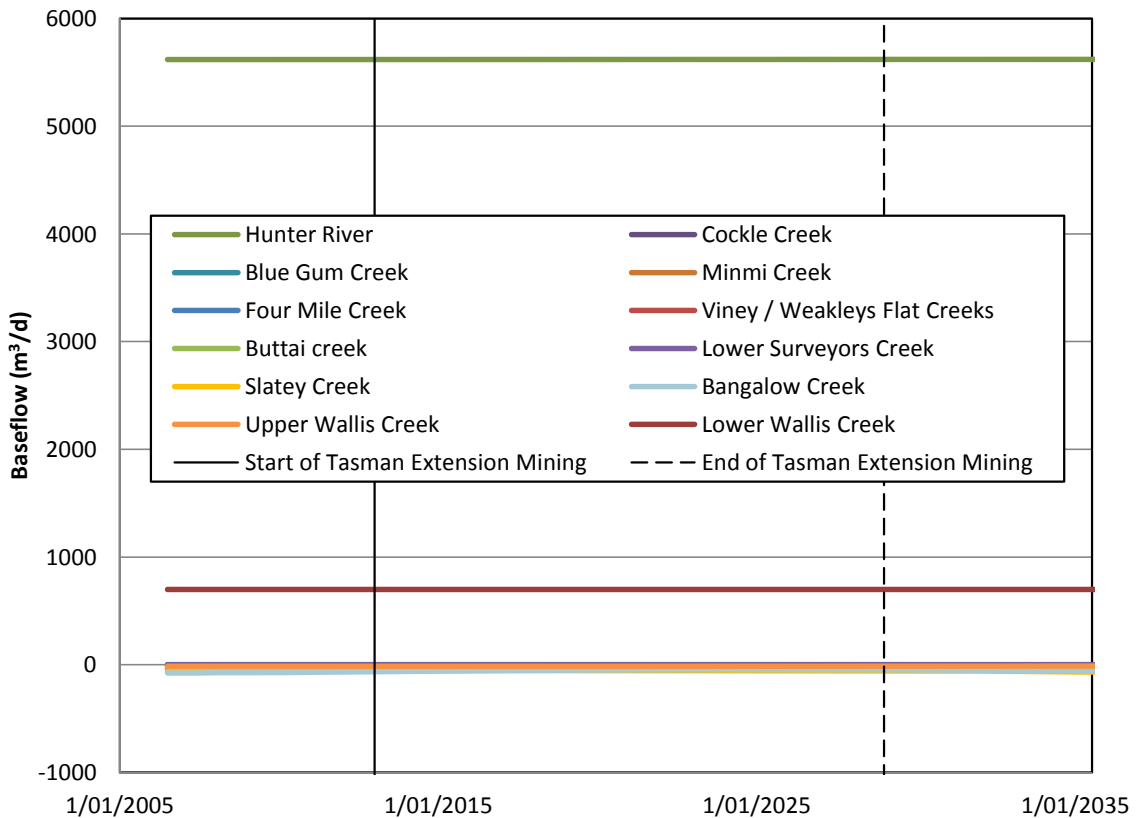 6000
5000
4000
3000
2000
1000
0
-1000
Baseflow (m³/d)
Hunter River
Cockle Creek
Blue Gum Creek
Minmi Creek
Four Mile Creek
Viney / Weakleys Flat Creeks
Buttai creek
Lower Surveyors Creek
Slatey Creek
Bangalow Creek
Upper Wallis Creek
Lower Wallis Creek
Start of Tasman Extension Mining
End of Tasman Extension Mining
1/01/2005
1/01/2015
1/01/2025
1/01/2035